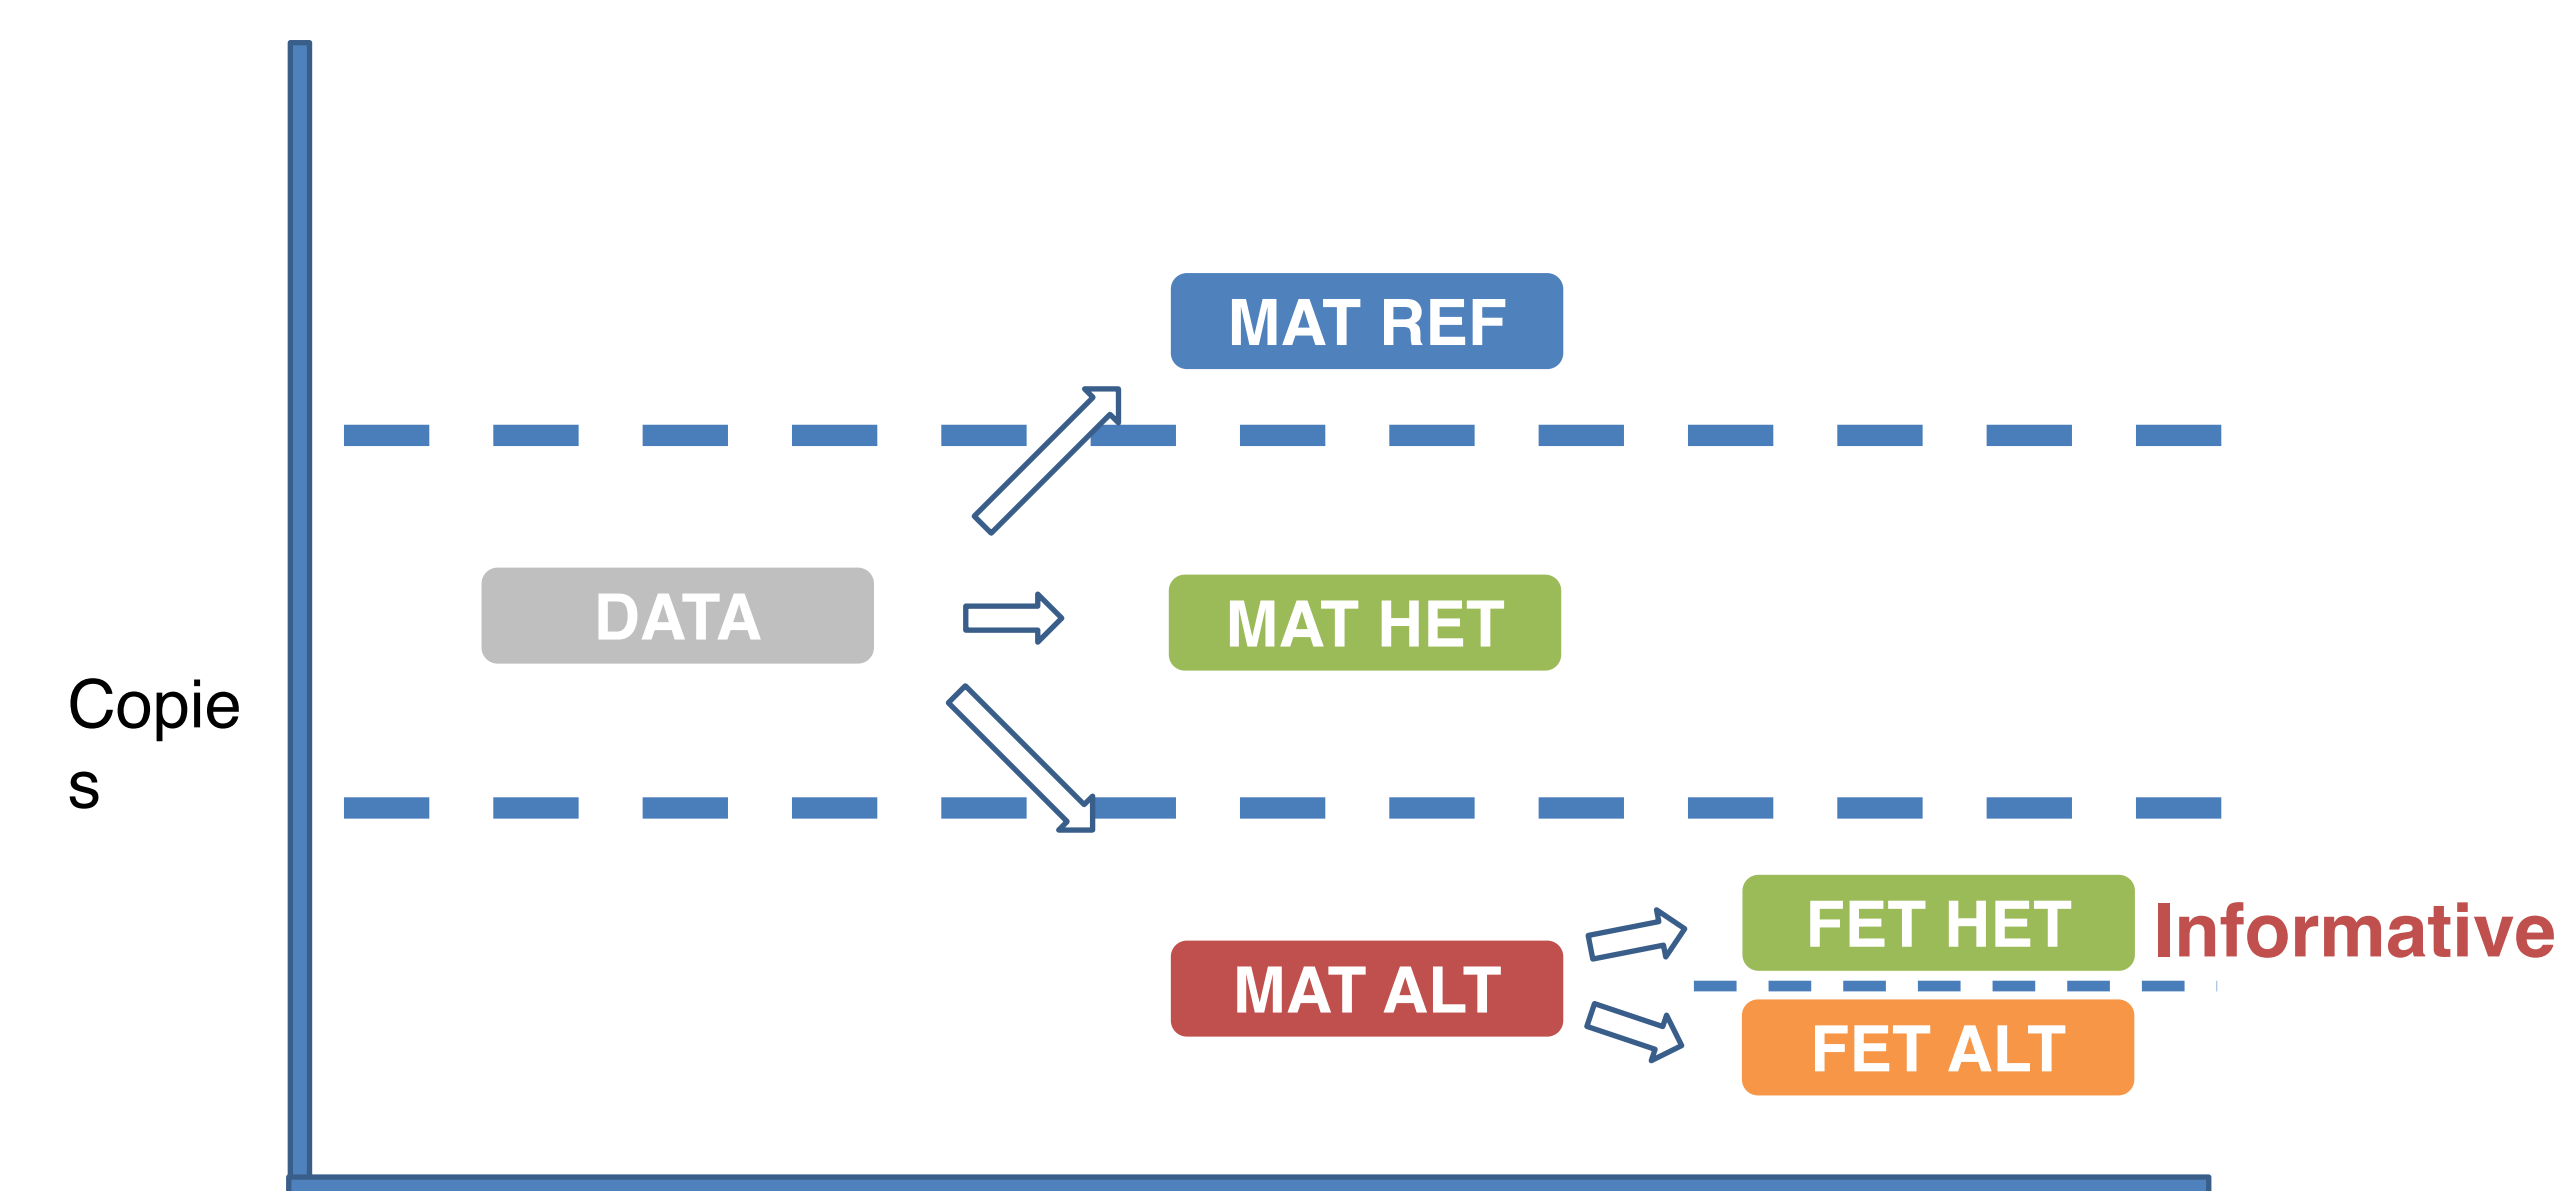 MAT REF
DATA
MAT HET
Copie
s
FET HET
Informative
MAT ALT
FET ALT